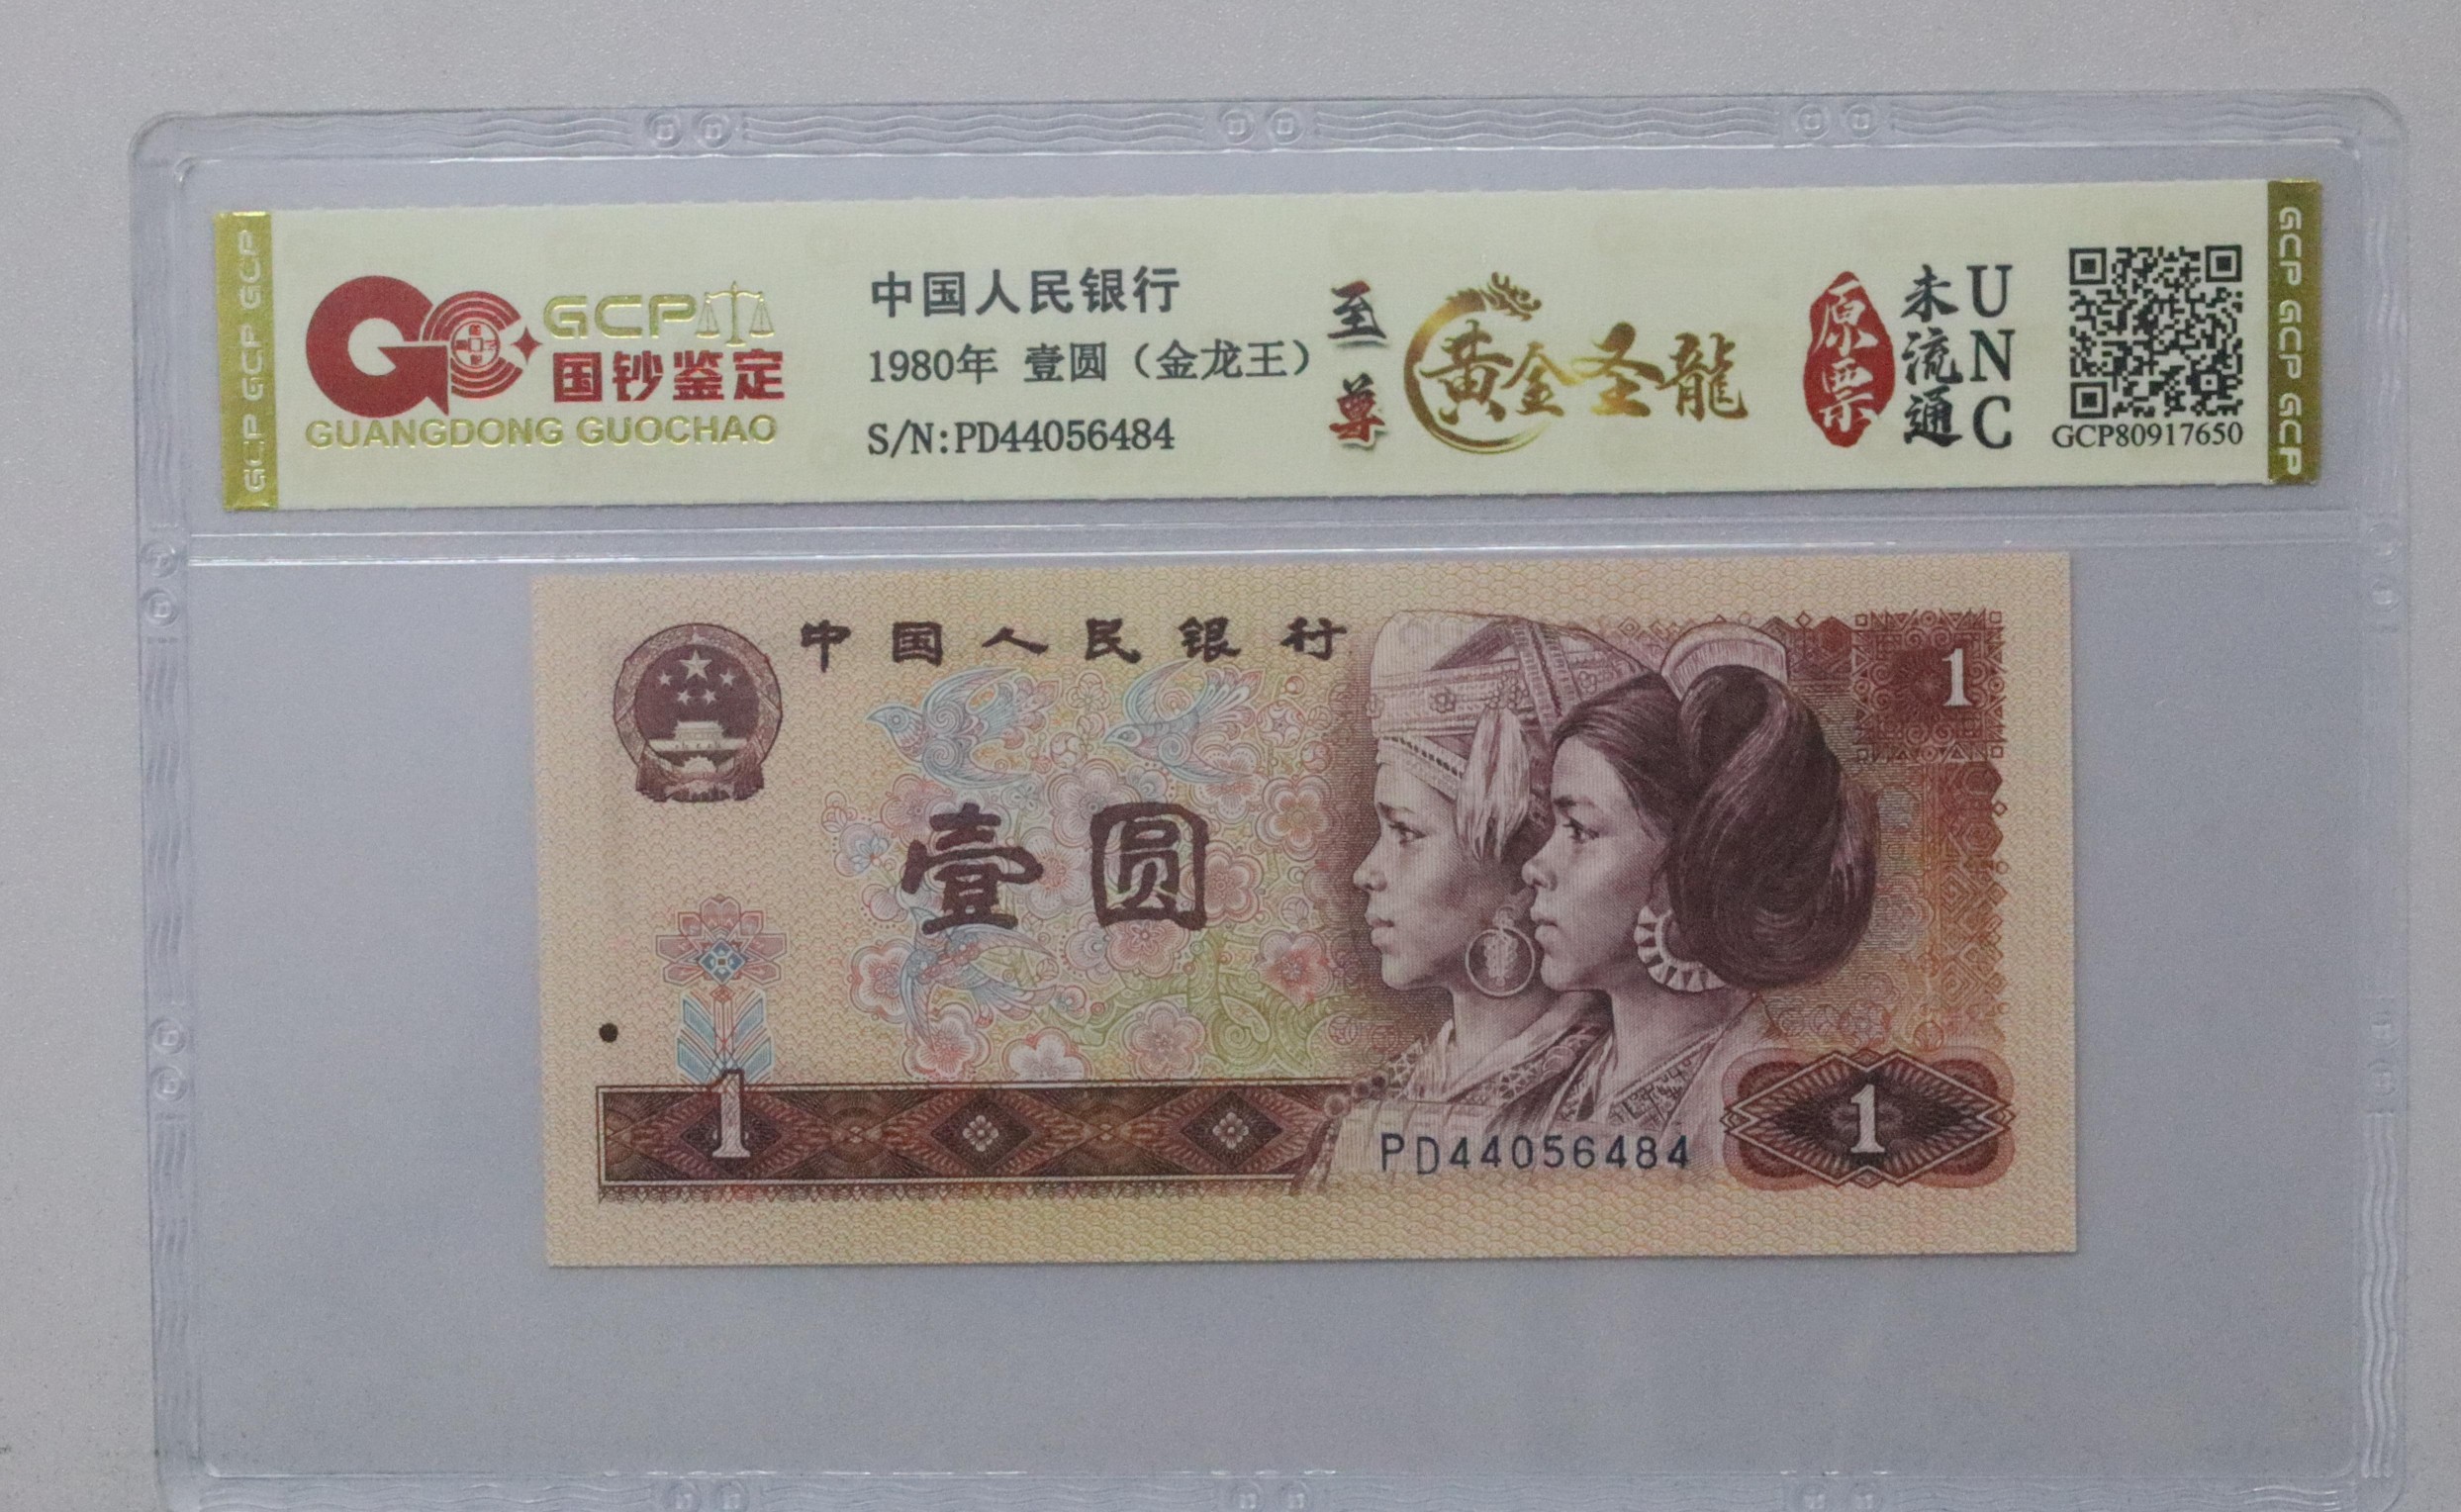 GCP GCP GCP
GCP
国钞鉴定
GUANGDONG GUOCHAO
中国人民银行
1980年 壹圆（金龙王）
S/N:PD44056484
至尊
黄金圣龍
原票
未流通
UNC
GCP80917650
GCP GCP GCP
中国人民银行
1
壹圆
1
PD44056484
1